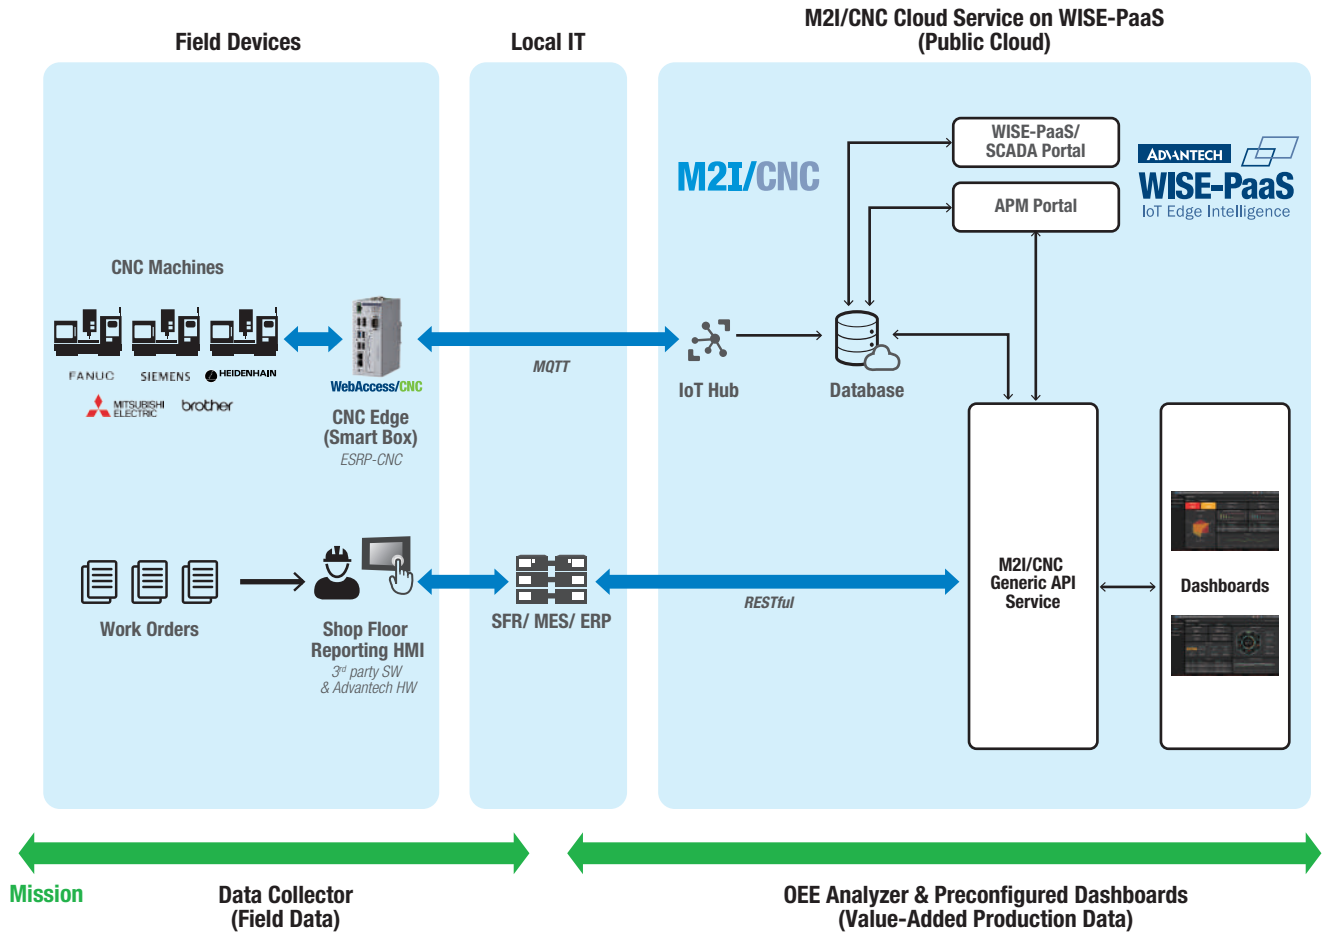 Field Devices
Local IT
M2I/CNC Cloud Service on WISE-PaaS
(Public Cloud)
WISE-PaaS/
SCADA Portal
APM Portal
M2I/CNC
ADVANTECH
WISE-PaaS
IoT Edge Intelligence
CNC Machines
FANUC
SIEMENS
HEIDENHAIN
MITSUBISHI
ELECTRIC
brother
WebAccess/CNC
CNC Edge
(Smart Box)
ESRP-CNC
MQTT
IoT Hub
Database
Work Orders
Shop Floor
Reporting HMI
3rd party SW
& Advantech HW
SFR/ MES/ ERP
RESTful
M2I/CNC
Generic API
Service
Dashboards
Mission
Data Collector
(Field Data)
OEE Analyzer & Preconfigured Dashboards
(Value-Added Production Data)